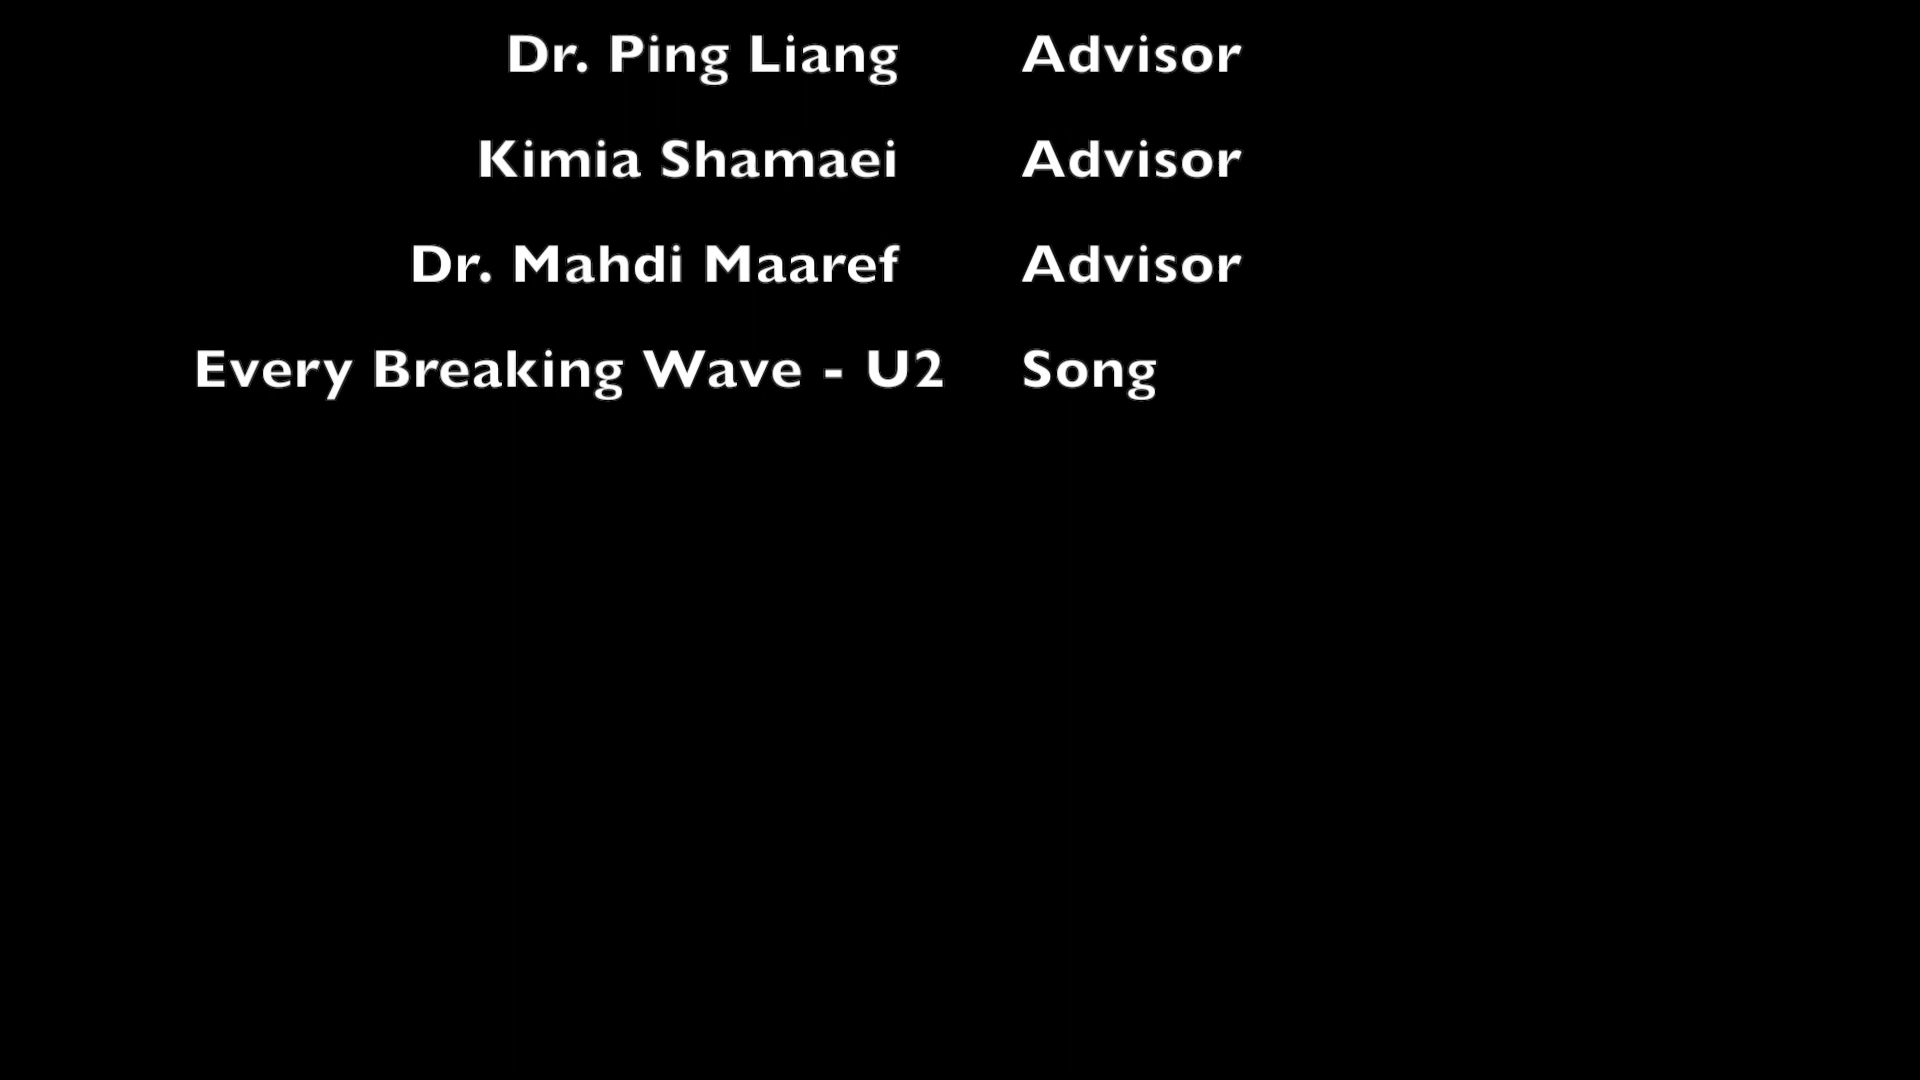 Dr. Ping Liang Advisor
Kimia Shamaei Advisor
Dr. Mahdi Maaref Advisor
Every Breaking Wave - U2 Song